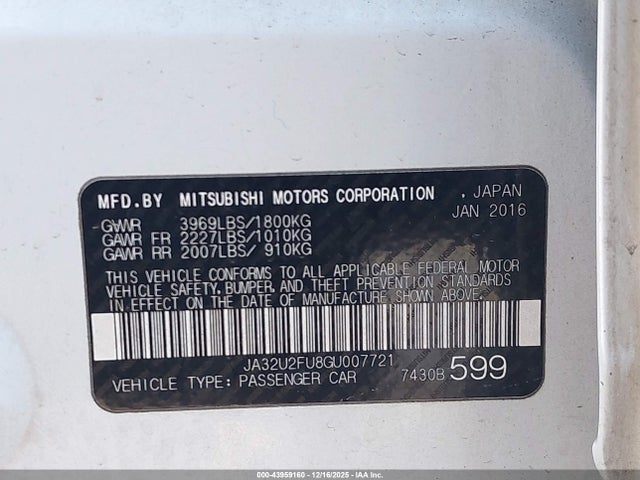 MFD.BY MITSUBISHI MOTORS CORPORATION , JAPAN
JAN 2016
GVWR 3969LBS/1800KG
GAWR FR 2227LBS/1010KG
GAWR RR 2007LBS/ 910KG
THIS VEHICLE CONFORMS TO ALL APPLICABLE FEDERAL MOTOR
VEHICLE SAFETY, BUMPER, AND THEFT PREVENTION STANDARDS
IN EFFECT ON THE DATE OF MANUFACTURE SHOWN ABOVE.
JA32U2FU8GU007721
VEHICLE TYPE: PASSENGER CAR 7430B 599
000-43959160 - 12/16/2025 - IAAI, Inc.